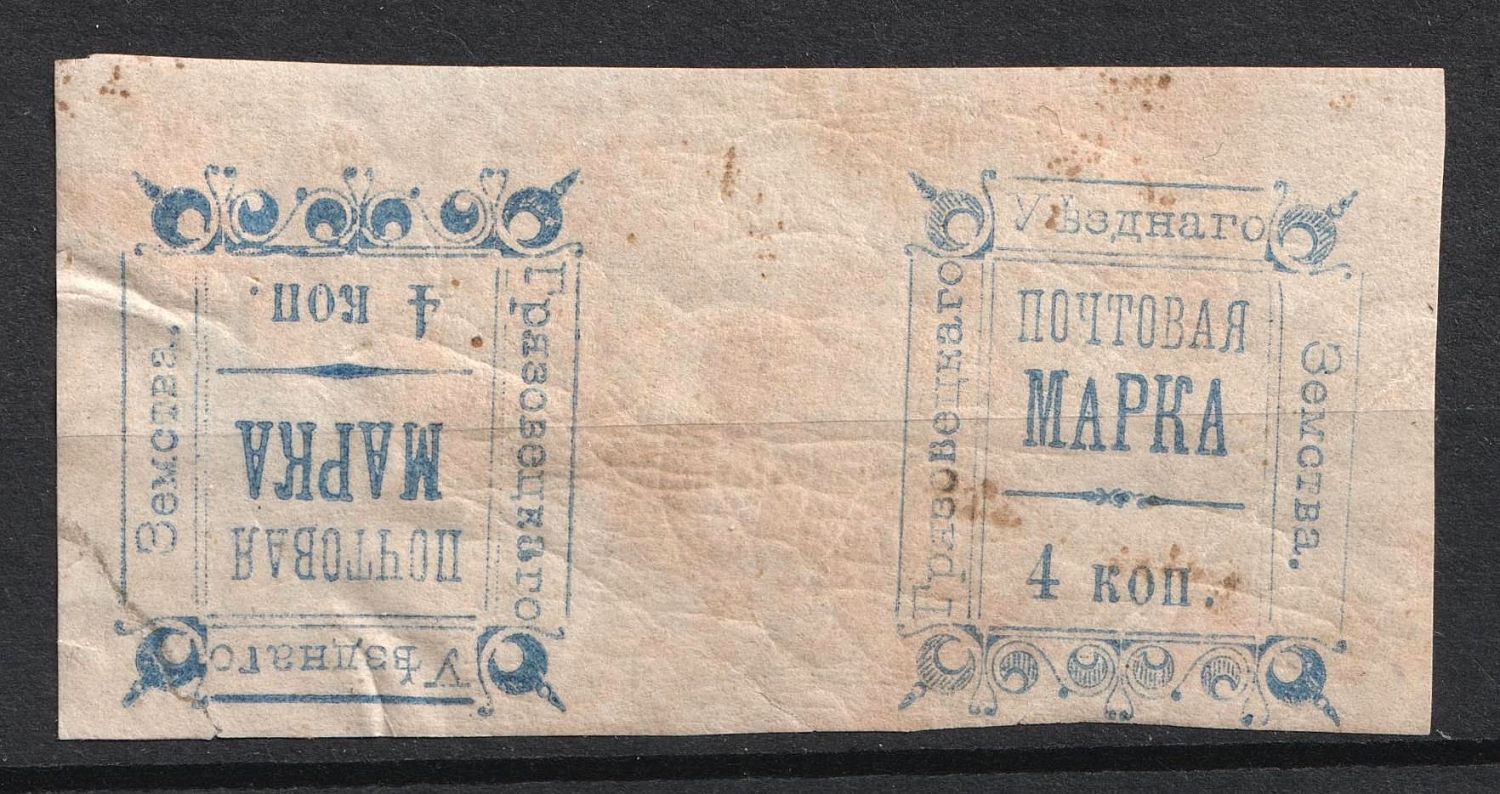 Грязовецкаго
Уѣзднаго
Земства.
ПОЧТОВАЯ
МАРКА
4 коп.
Грязовецкаго
Уѣзднаго
Земства.
ПОЧТОВАЯ
МАРКА
4 коп.